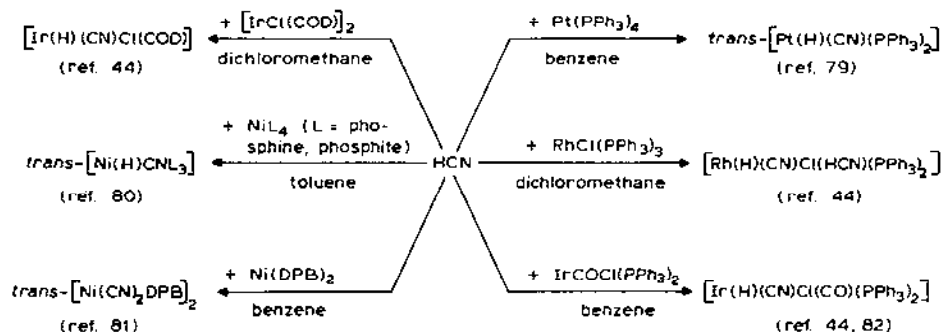 [Ir(H)(CN)Cl(COD)]
(ref. 44)
+ [IrCl(COD)]₂
dichloromethane
+ Pt(PPh₃)₄
benzene
trans-[Pt(H)(CN)(PPh₃)₂]
(ref. 79)
trans-[Ni(H)CNL₃]
(ref. 80)
+ NiL₄ (L = pho-
sphine, phosphite)
toluene
HCN
+ RhCl(PPh₃)₃
dichloromethane
[Rh(H)(CN)Cl(HCN)(PPh₃)₂]
(ref. 44)
trans-[Ni(CN)₂DPB]₂
(ref. 81)
+ Ni(DPB)₂
benzene
+ IrCOCl(PPh₃)₂
benzene
[Ir(H)(CN)Cl(CO)(PPh₃)₂]
(ref. 44, 82)